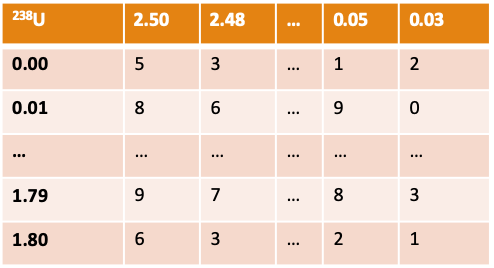 ²³⁸U 2.50 2.48 ... 0.05 0.03
0.00 5 3 ... 1 2
0.01 8 6 ... 9 0
... ... ... ... ... ...
1.79 9 7 ... 8 3
1.80 6 3 ... 2 1